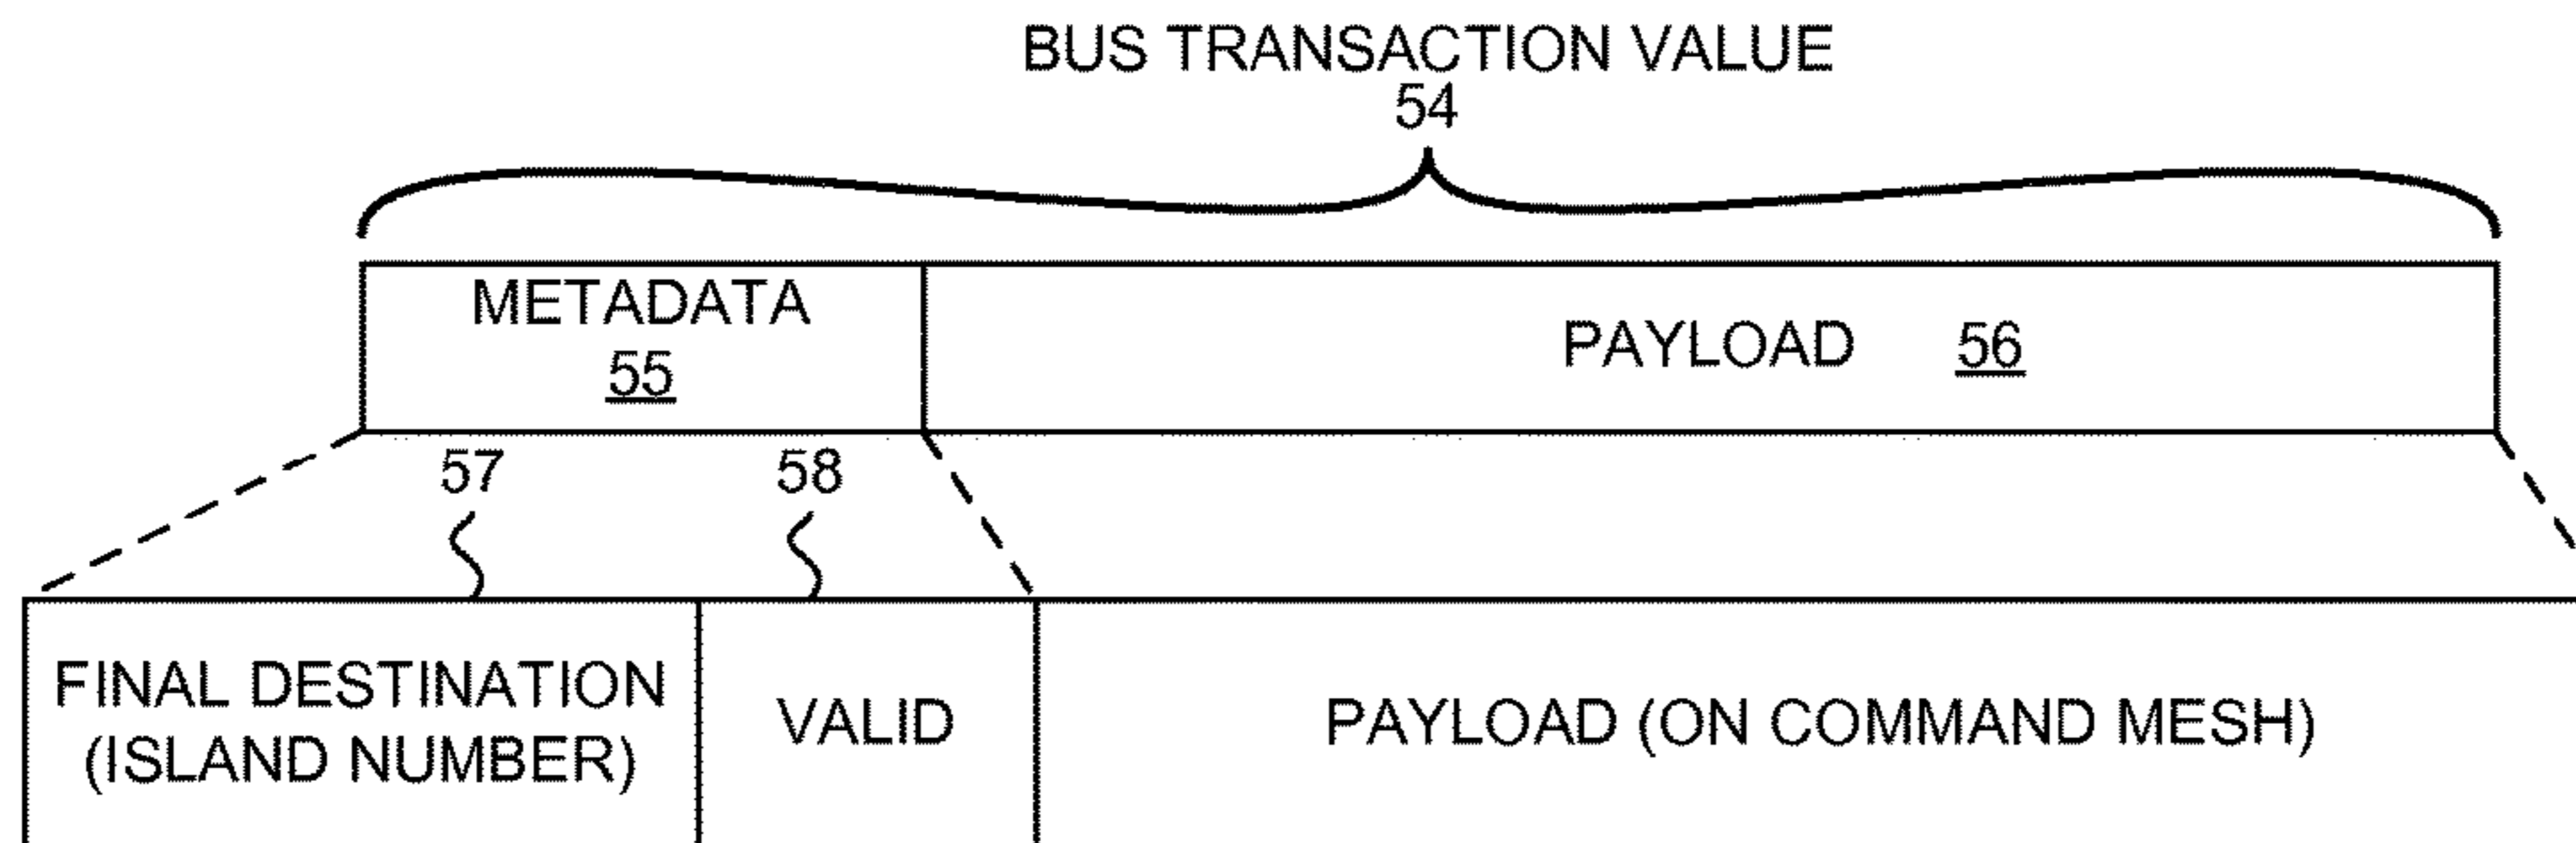 BUS TRANSACTION VALUE
54
METADATA
55
PAYLOAD 56
57 58
FINAL DESTINATION
(ISLAND NUMBER)
VALID
PAYLOAD (ON COMMAND MESH)